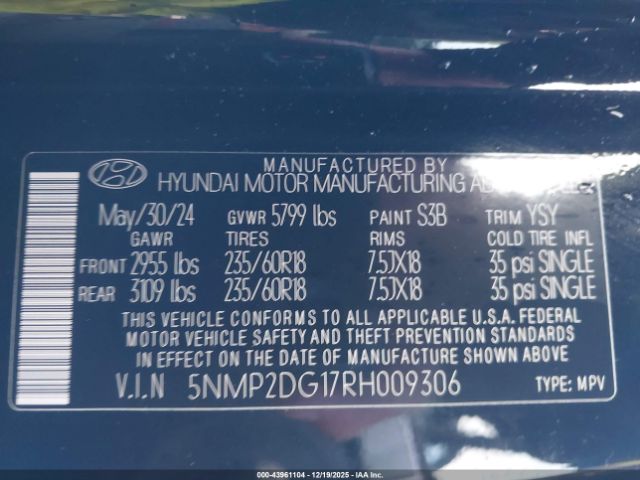 MANUFACTURED BY
HYUNDAI MOTOR MANUFACTURING
May/30/24 GVWR 5799 lbs PAINT S3B TRIM YSY
GAWR TIRES RIMS COLD TIRE INFL
FRONT 2955 lbs 235/60R18 7.5JX18 35 psi SINGLE
REAR 3109 lbs 235/60R18 7.5JX18 35 psi SINGLE
THIS VEHICLE CONFORMS TO ALL APPLICABLE U.S.A. FEDERAL
MOTOR VEHICLE SAFETY AND THEFT PREVENTION STANDARDS
IN EFFECT ON THE DATE OF MANUFACTURE SHOWN ABOVE
V.I.N 5NMP2DG17RH009306 TYPE: MPV
000-43961104 - 12/19/2025 - IAA Inc.